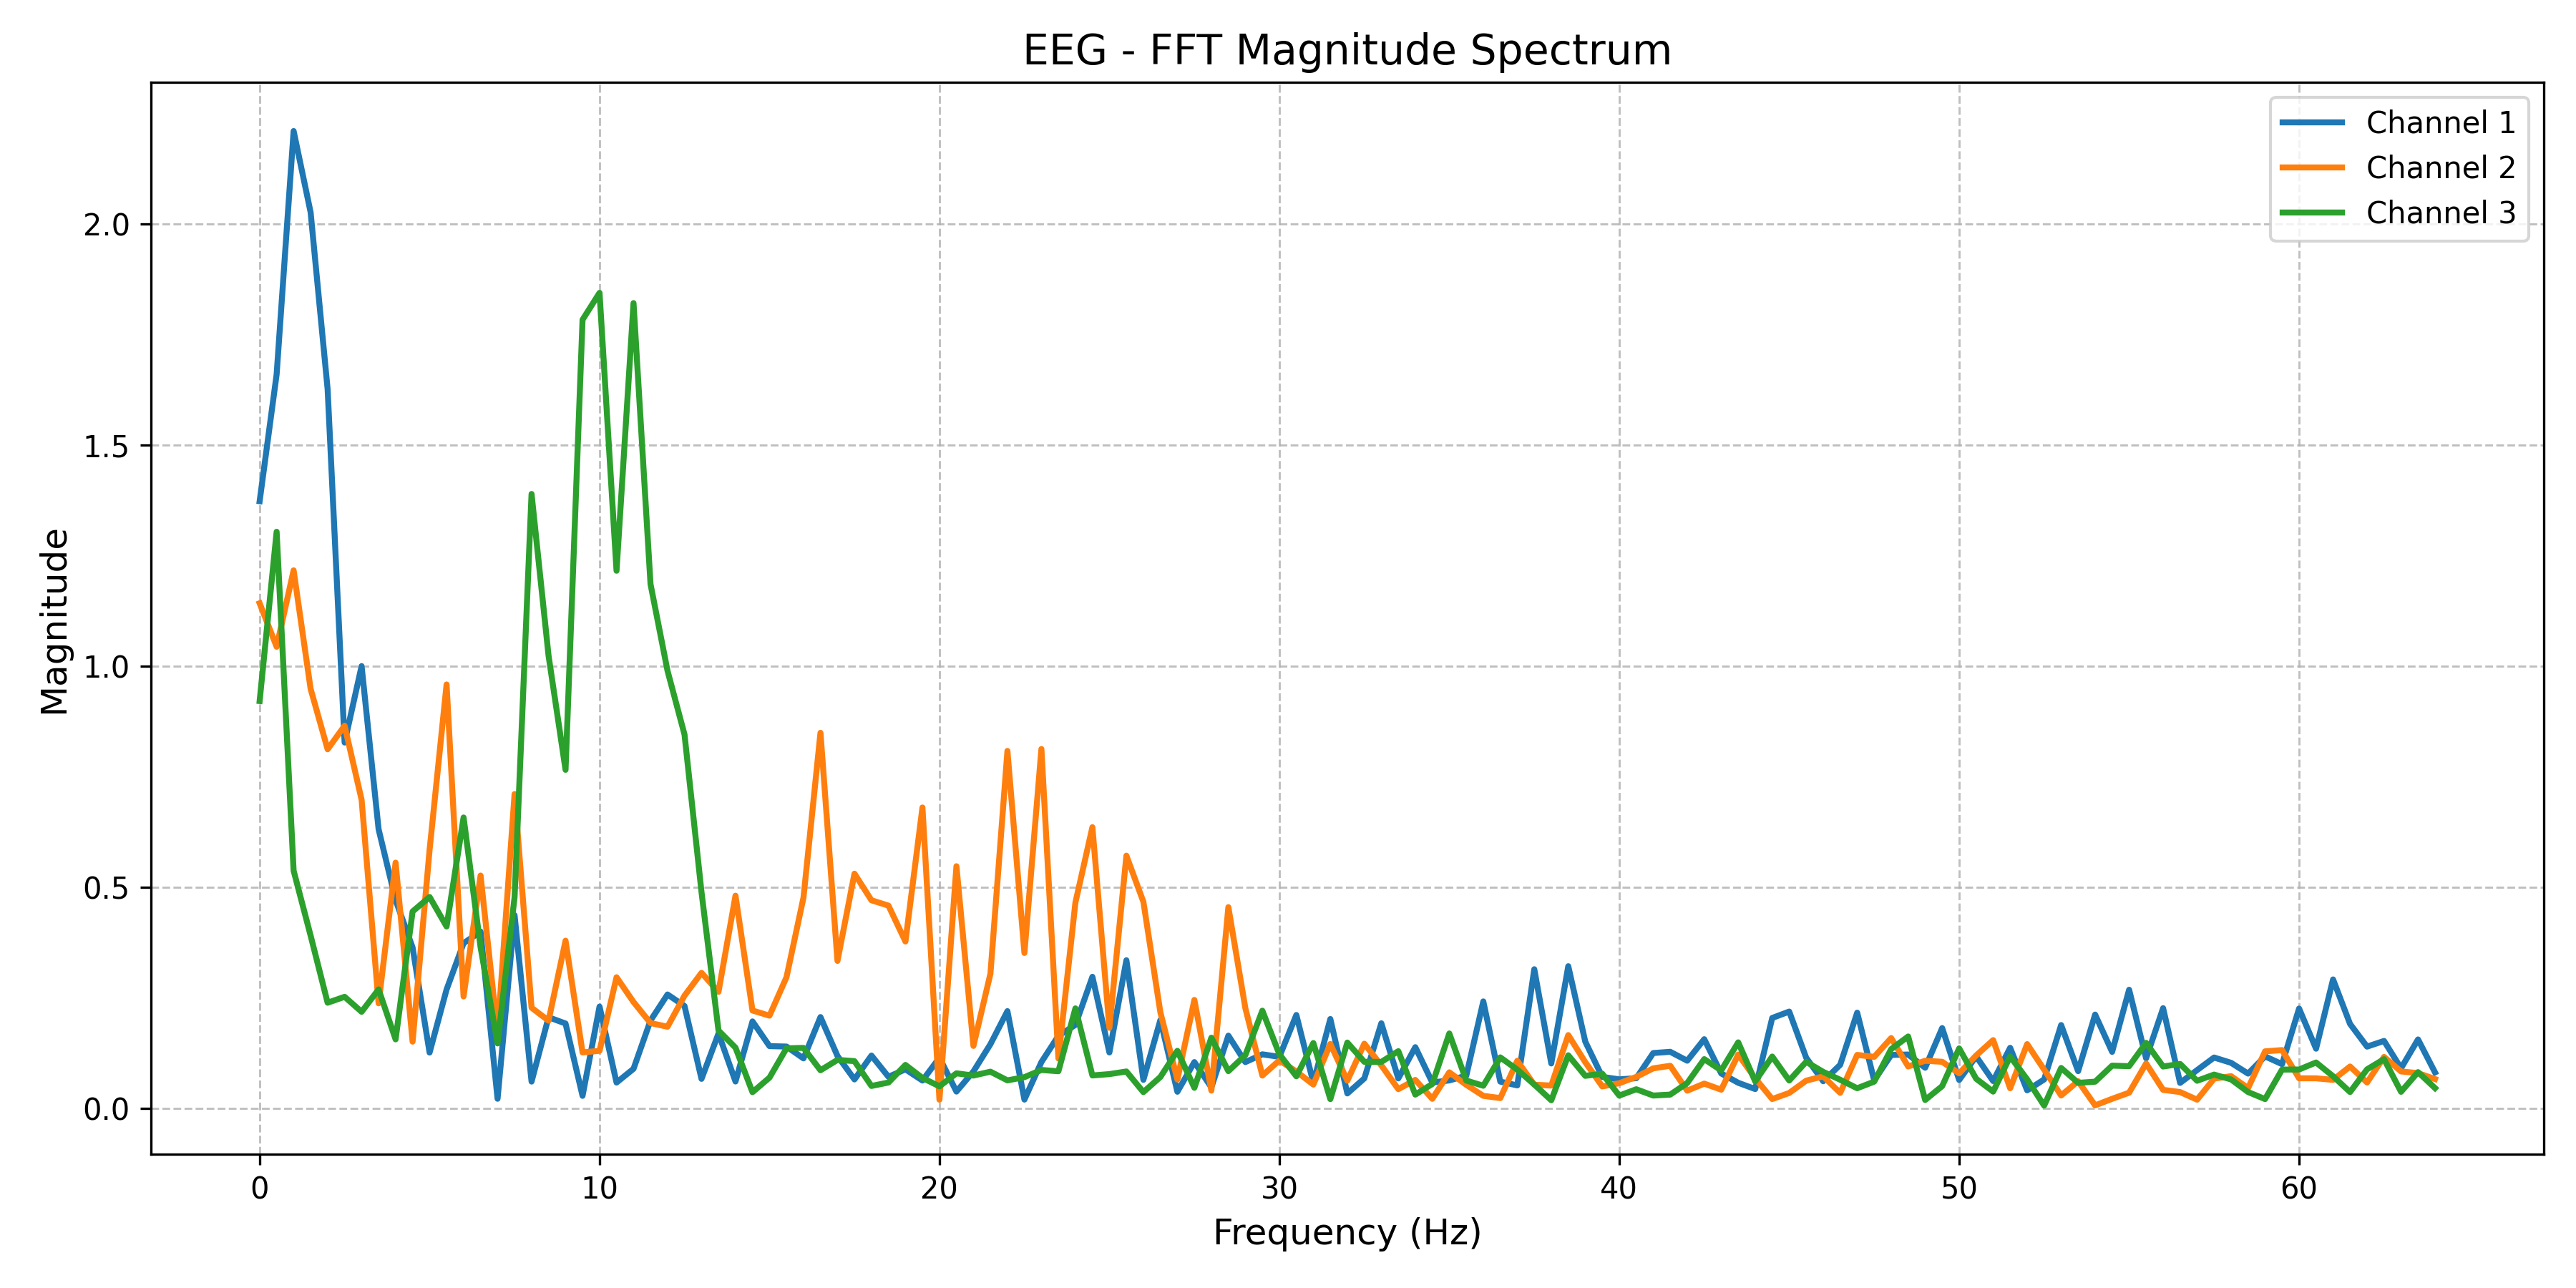 EEG - FFT Magnitude Spectrum
Channel 1
Channel 2
Channel 3
Magnitude
2.0
1.5
1.0
0.5
0.0
0 10 20 30 40 50 60
Frequency (Hz)